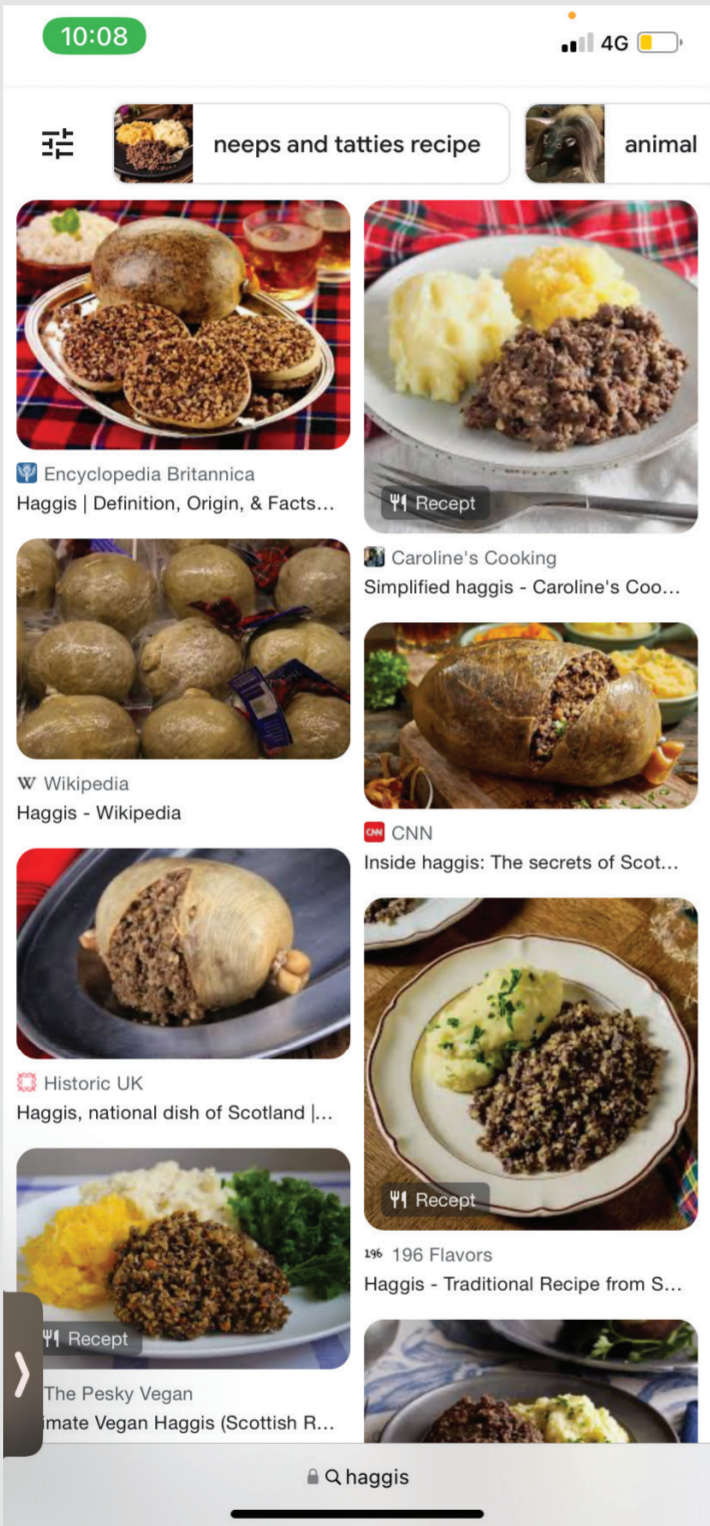 10:08
4G
neeps and tatties recipe
animal
Encyclopedia Britannica
Haggis | Definition, Origin, & Facts...
Recept
Caroline's Cooking
Simplified haggis - Caroline's Coo...
W Wikipedia
Haggis - Wikipedia
CNN CNN
Inside haggis: The secrets of Scot...
Historic UK
Haggis, national dish of Scotland |...
Recept
196 196 Flavors
Haggis - Traditional Recipe from S...
Recept
The Pesky Vegan
imate Vegan Haggis (Scottish R...
haggis